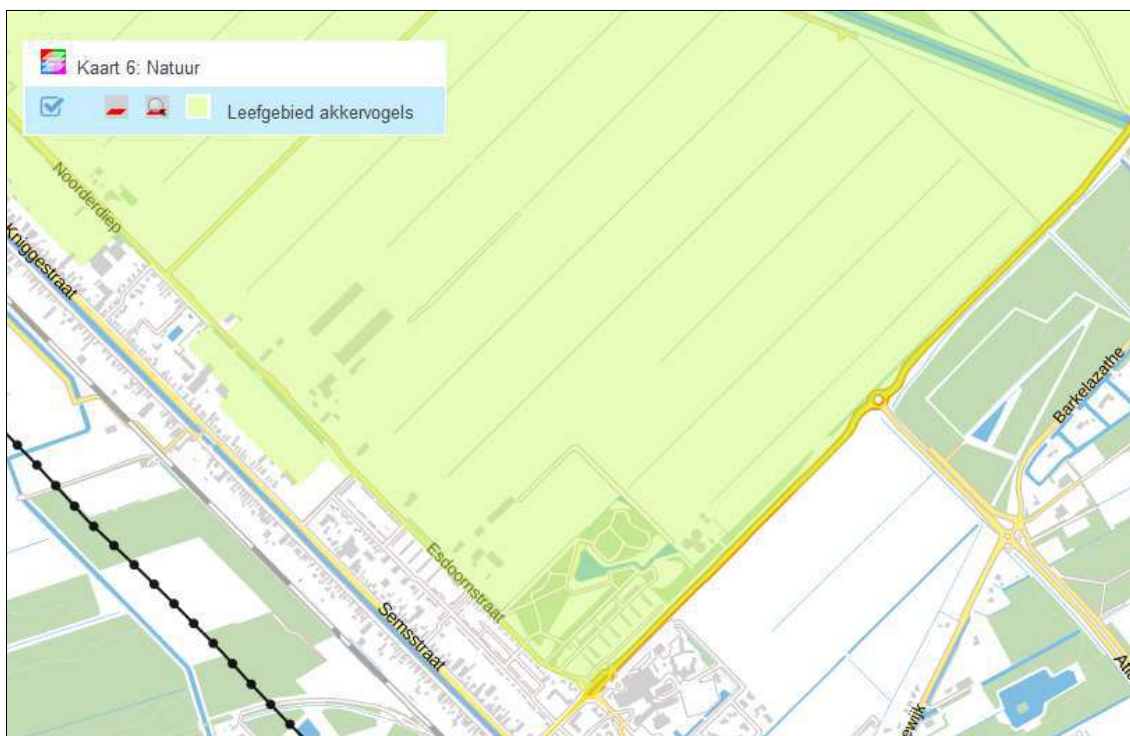 Kaart 6: Natuur
Leefgebied akkervogels
Noorderdiep
Kniggestraat
Barkelazathe
Esdoornstraat
Semsstraat